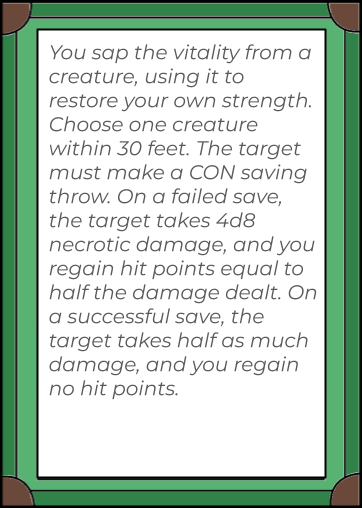 You sap the vitality from a
creature, using it to
restore your own strength.
Choose one creature
within 30 feet. The target
must make a CON saving
throw. On a failed save,
the target takes 4d8
necrotic damage, and you
regain hit points equal to
half the damage dealt. On
a successful save, the
target takes half as much
damage, and you regain
no hit points.